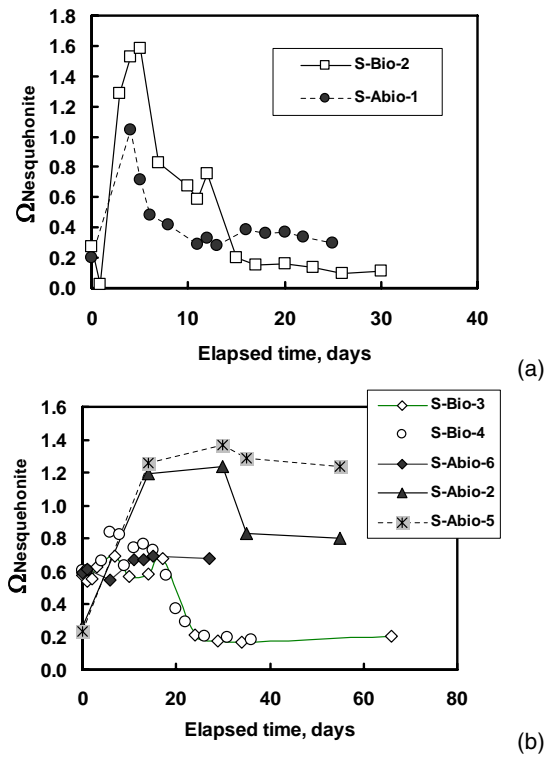 1.8
1.6
1.4
1.2
1.0
0.8
0.6
0.4
0.2
0.0
ΩNesquehonite
S-Bio-2
S-Abio-1
0 10 20 30 40
Elapsed time, days
(a)
1.6
1.4
1.2
1.0
0.8
0.6
0.4
0.2
0.0
ΩNesquehonite
S-Bio-3
S-Bio-4
S-Abio-6
S-Abio-2
S-Abio-5
0 20 40 60 80
Elapsed time, days
(b)